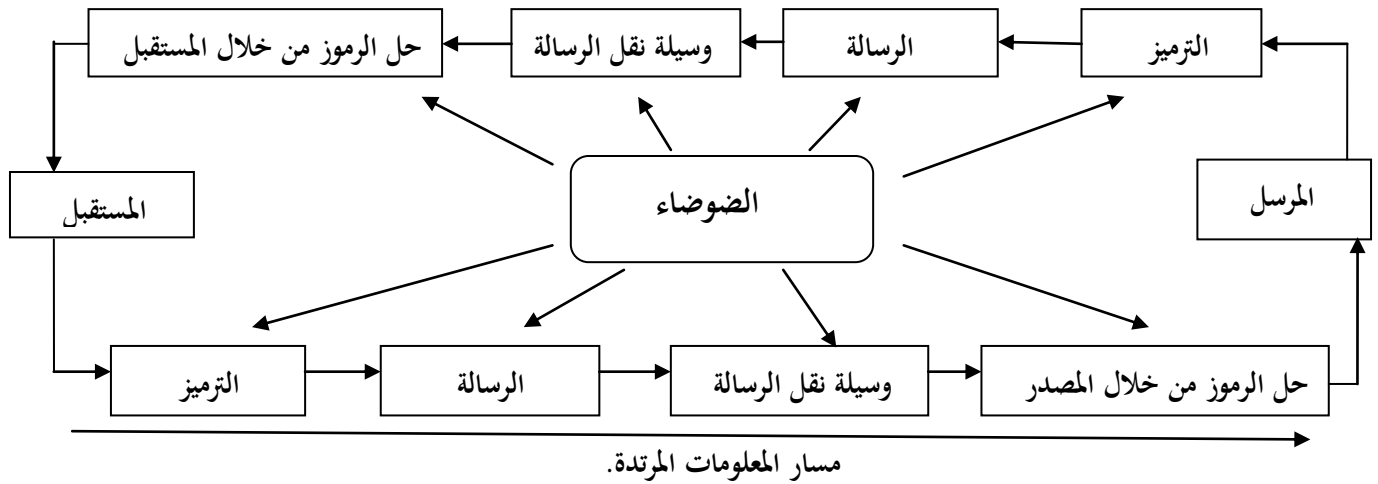 الترميز
الرسالة
وسيلة نقل الرسالة
حل الرموز من خلال المستقبل
المرسل
الضوضاء
المستقبل
حل الرموز من خلال المصدر
وسيلة نقل الرسالة
الرسالة
الترميز
مسار المعلومات المرتدة.